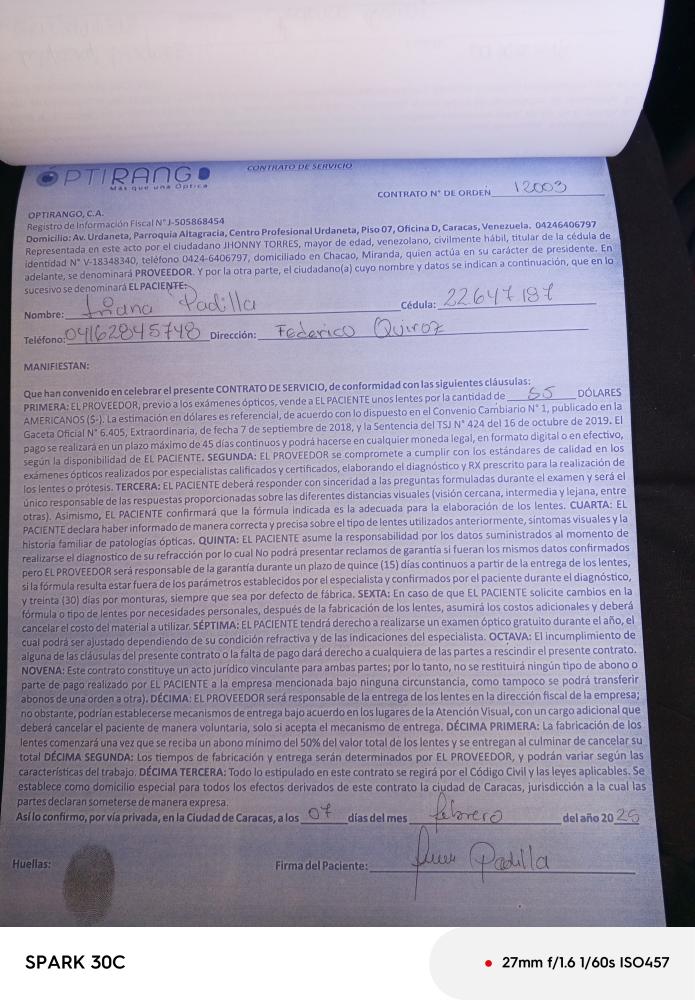 OPTIRANGO
Más que una Óptica
CONTRATO DE SERVICIO
CONTRATO N° DE ORDEN 12003
OPTIRANGO, C.A.
Registro de Información Fiscal N° J-505868454
Domicilio: Av. Urdaneta, Parroquia Altagracia, Centro Profesional Urdaneta, Piso 07, Oficina D, Caracas, Venezuela. 04246406797
Representada en este acto por el ciudadano JHONNY TORRES, mayor de edad, venezolano, civilmente hábil, titular de la cédula de
identidad N° V-18348340, teléfono 0424-6406797, domiciliado en Chacao, Miranda, quien actúa en su carácter de presidente. En
adelante, se denominará PROVEEDOR. Y por la otra parte, el ciudadano(a) cuyo nombre y datos se indican a continuación, que en lo
sucesivo se denominará EL PACIENTE:
Nombre: Padilla Cédula: 22647187
Teléfono: 04162845748 Dirección: Federico Quiroz
MANIFIESTAN:
Que han convenido en celebrar el presente CONTRATO DE SERVICIO, de conformidad con las siguientes cláusulas:
PRIMERA: EL PROVEEDOR, previo a los exámenes ópticos, vende a EL PACIENTE unos lentes por la cantidad de 55 DÓLARES
AMERICANOS ($-). La estimación en dólares es referencial, de acuerdo con lo dispuesto en el Convenio Cambiario N° 1, publicado en la
Gaceta Oficial N° 6.405, Extraordinaria, de fecha 7 de septiembre de 2018, y la Sentencia del TSJ N° 424 del 16 de octubre de 2019. El
pago se realizará en un plazo máximo de 45 días continuos y podrá hacerse en cualquier moneda legal, en formato digital o en efectivo,
según la disponibilidad de EL PACIENTE. SEGUNDA: EL PROVEEDOR se compromete a cumplir con los estándares de calidad en los
exámenes ópticos realizados por especialistas calificados y certificados, elaborando el diagnóstico y RX prescrito para la realización de
los lentes o prótesis. TERCERA: EL PACIENTE deberá responder con sinceridad a las preguntas formuladas durante el examen y será el
único responsable de las respuestas proporcionadas sobre las diferentes distancias visuales (visión cercana, intermedia y lejana, entre
otras). Asimismo, EL PACIENTE confirmará que la fórmula indicada es la adecuada para la elaboración de los lentes. CUARTA: EL
PACIENTE declara haber informado de manera correcta y precisa sobre el tipo de lentes utilizados anteriormente, síntomas visuales y la
historia familiar de patologías ópticas. QUINTA: EL PACIENTE asume la responsabilidad por los datos suministrados al momento de
realizarse el diagnostico de su refracción por lo cual No podrá presentar reclamos de garantía si fueran los mismos datos confirmados
pero EL PROVEEDOR será responsable de la garantía durante un plazo de quince (15) días continuos a partir de la entrega de los lentes,
si la fórmula resulta estar fuera de los parámetros establecidos por el especialista y confirmados por el paciente durante el diagnóstico,
y treinta (30) días por monturas, siempre que sea por defecto de fábrica. SEXTA: En caso de que EL PACIENTE solicite cambios en la
fórmula o tipo de lentes por necesidades personales, después de la fabricación de los lentes, asumirá los costos adicionales y deberá
cancelar el costo del material a utilizar. SÉPTIMA: EL PACIENTE tendrá derecho a realizarse un examen óptico gratuito durante el año, el
cual podrá ser ajustado dependiendo de su condición refractiva y de las indicaciones del especialista. OCTAVA: El incumplimiento de
alguna de las cláusulas del presente contrato o la falta de pago dará derecho a cualquiera de las partes a rescindir el presente contrato.
NOVENA: Este contrato constituye un acto jurídico vinculante para ambas partes; por lo tanto, no se restituirá ningún tipo de abono o
parte de pago realizado por EL PACIENTE a la empresa mencionada bajo ninguna circunstancia, como tampoco se podrá transferir
abonos de una orden a otra). DÉCIMA: EL PROVEEDOR será responsable de la entrega de los lentes en la dirección fiscal de la empresa;
no obstante, podrían establecerse mecanismos de entrega bajo acuerdo en los lugares de la Atención Visual, con un cargo adicional que
deberá cancelar el paciente de manera voluntaria, solo si acepta el mecanismo de entrega. DÉCIMA PRIMERA: La fabricación de los
lentes comenzará una vez que se reciba un abono mínimo del 50% del valor total de los lentes y se entregan al culminar de cancelar su
total DÉCIMA SEGUNDA: Los tiempos de fabricación y entrega serán determinados por EL PROVEEDOR, y podrán variar según las
características del trabajo. DÉCIMA TERCERA: Todo lo estipulado en este contrato se regirá por el Código Civil y las leyes aplicables. Se
establece como domicilio especial para todos los efectos derivados de este contrato la ciudad de Caracas, jurisdicción a la cual las
partes declaran someterse de manera expresa.
Así lo confirmo, por vía privada, en la Ciudad de Caracas, a los 07 días del mes febrero del año 2025
Huellas: Firma del Paciente: Padilla
SPARK 30C
27mm f/1.6 1/60s ISO457